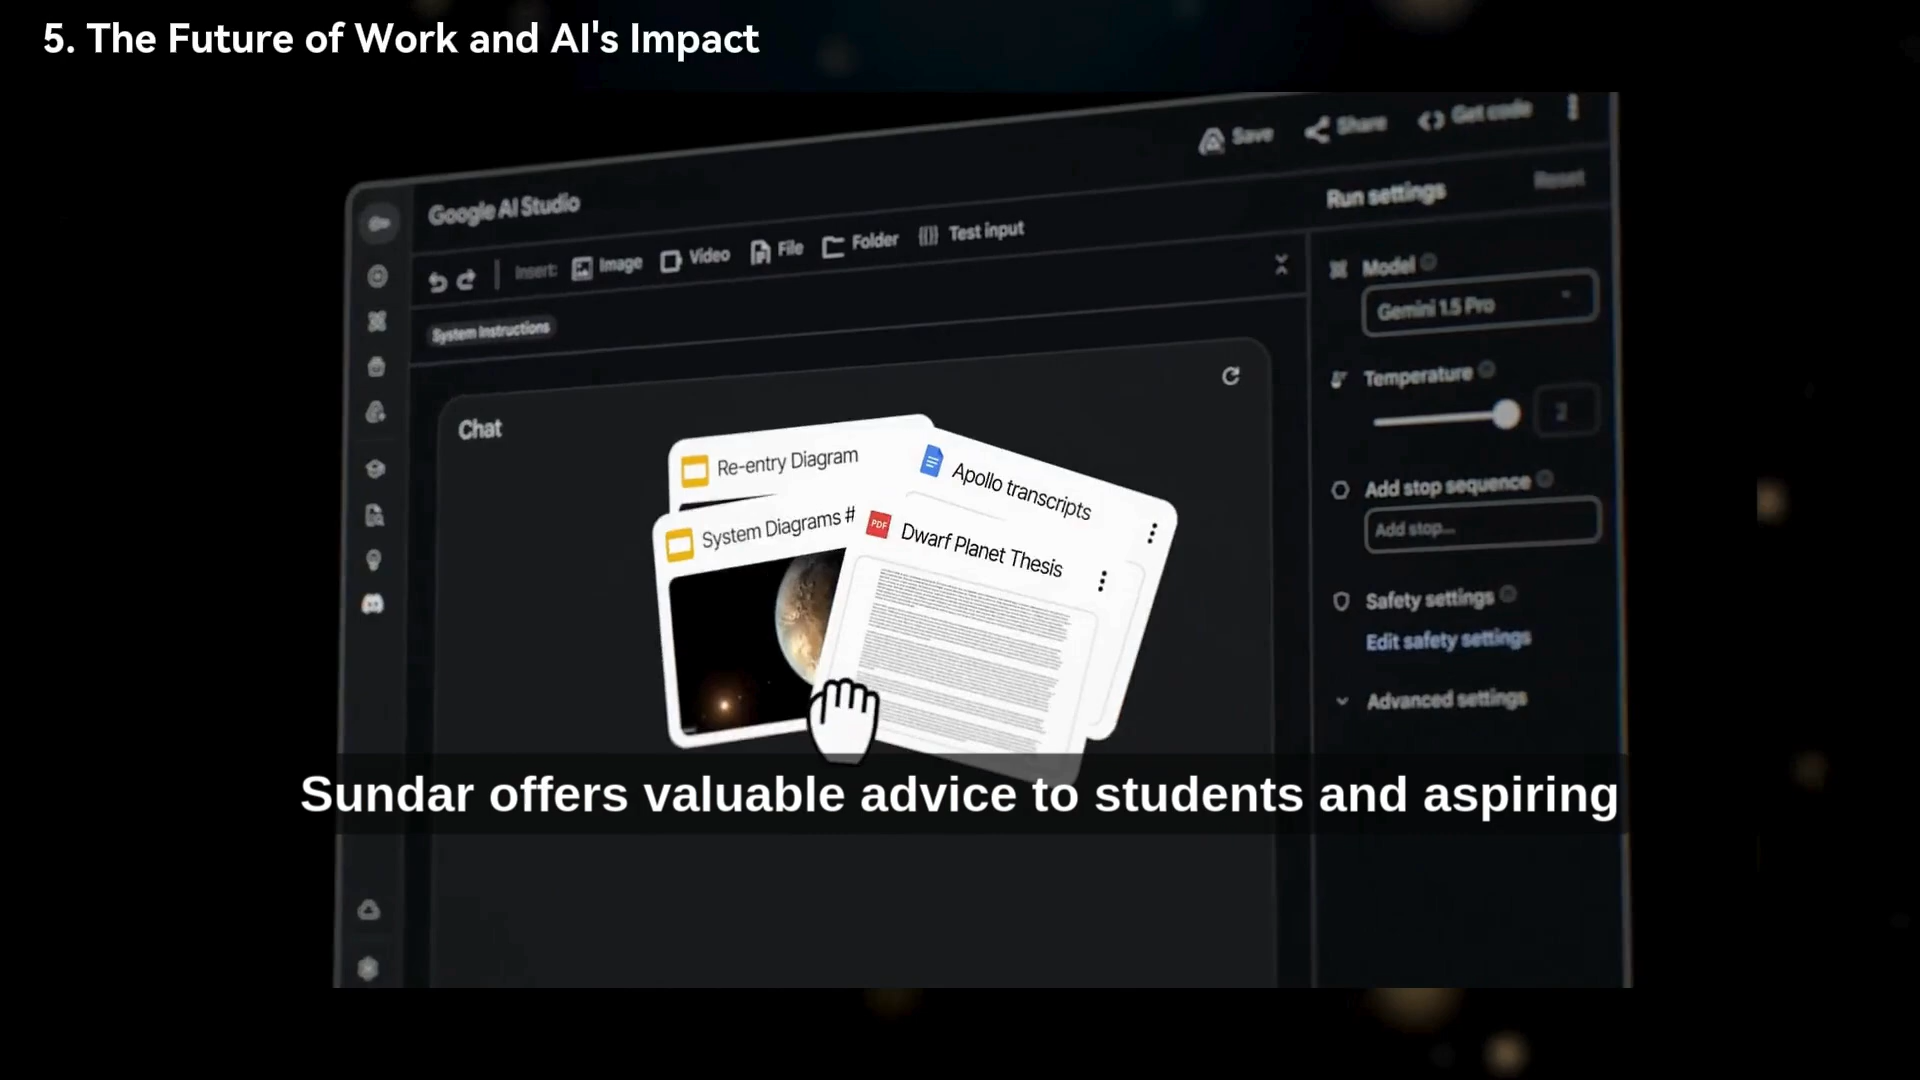 5. The Future of Work and AI's Impact
Save
Share
Get code
Google AI Studio
Run settings
Reset
Insert:
Image
Video
File
Folder
Test input
System Instructions
Model
Gemini 1.5 Pro
Temperature
2
Chat
Re-entry Diagram
Apollo transcripts
System Diagrams #
PDF
Dwarf Planet Thesis
Add stop sequence
Add stop...
Safety settings
Edit safety settings
Advanced settings
Sundar offers valuable advice to students and aspiring